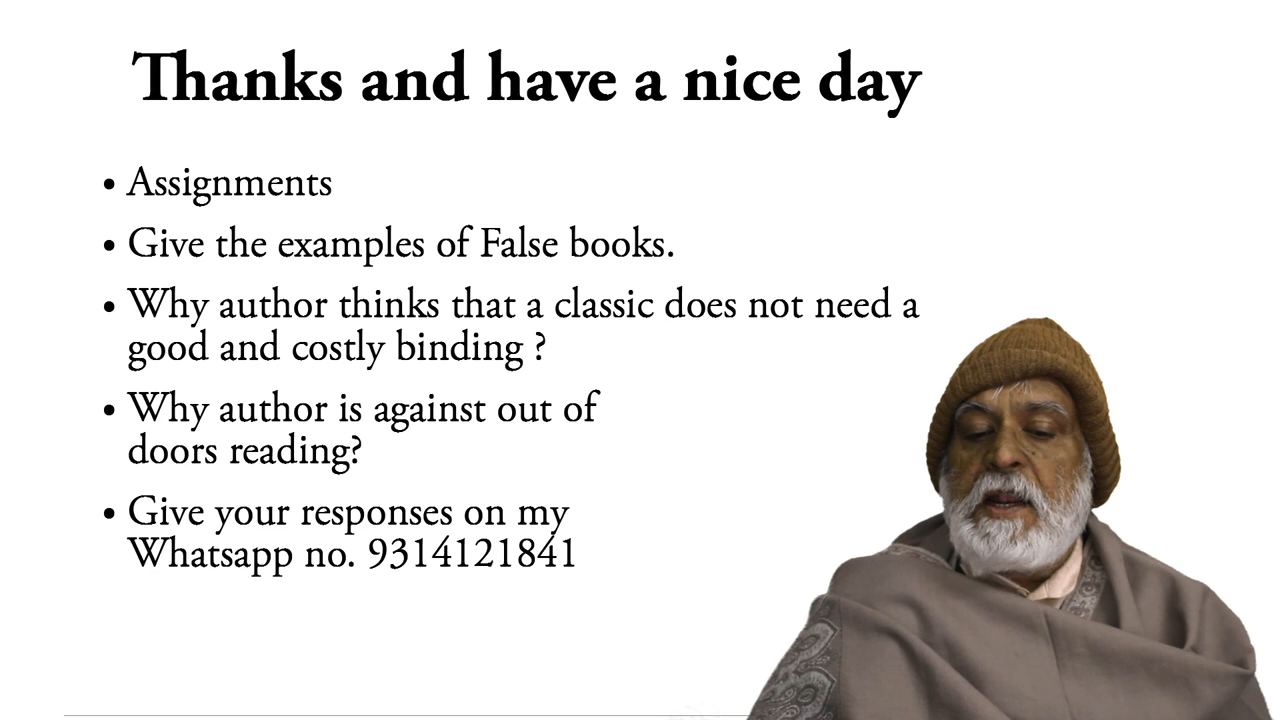 Thanks and have a nice day
• Assignments
• Give the examples of False books.
• Why author thinks that a classic does not need a
good and costly binding ?
• Why author is against out of
doors reading?
• Give your responses on my
Whatsapp no. 9314121841